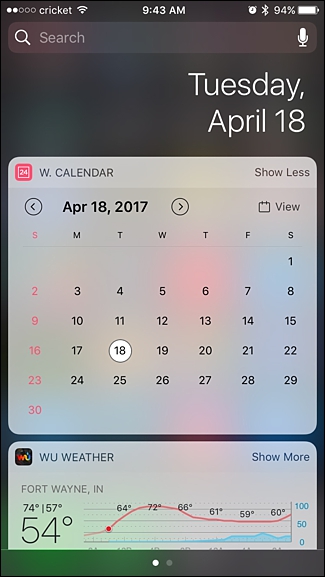 cricket 9:43 AM 94%
Search
Tuesday,
April 18
24 W. CALENDAR Show Less
Apr 18, 2017 View
S M T W T F S
1
2 3 4 5 6 7 8
9 10 11 12 13 14 15
16 17 18 19 20 21 22
23 24 25 26 27 28 29
30
WU WU WEATHER Show More
FORT WAYNE, IN
74° | 57° 64° 72° 66° 61° 59° 60° 100
54° 50
0